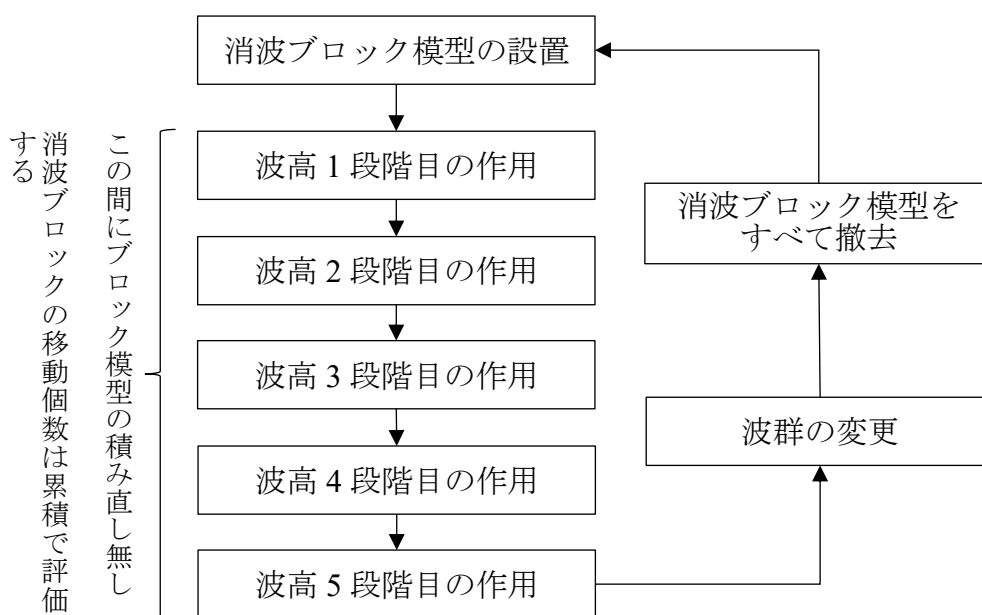 消波ブロック模型の設置
波高 1 段階目の作用
波高 2 段階目の作用
波高 3 段階目の作用
波高 4 段階目の作用
波高 5 段階目の作用
この間にブロック模型の積み直し無し
消波ブロックの移動個数は累積で評価
する
消波ブロック模型を
すべて撤去
波群の変更